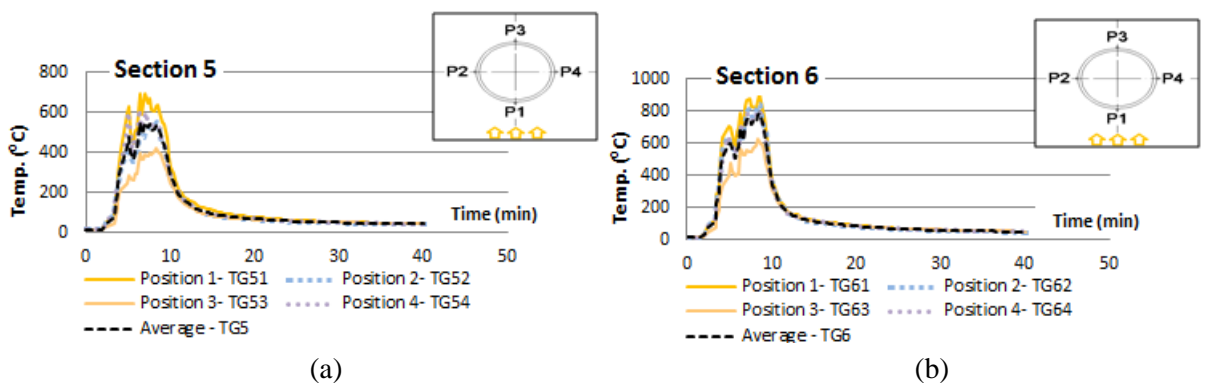 Section 5
P3
P2
P4
P1
Temp. (⁰C)
800
600
400
200
0
Time (min)
0 10 20 30 40 50
Position 1- TG51 Position 2- TG52
Position 3- TG53 Position 4- TG54
Average - TG5
(a)
Section 6
P3
P2
P4
P1
Temp. (⁰C)
1000
800
600
400
200
0
Time (min)
0 10 20 30 40 50
Position 1- TG61 Position 2- TG62
Position 3- TG63 Position 4- TG64
Average - TG6
(b)